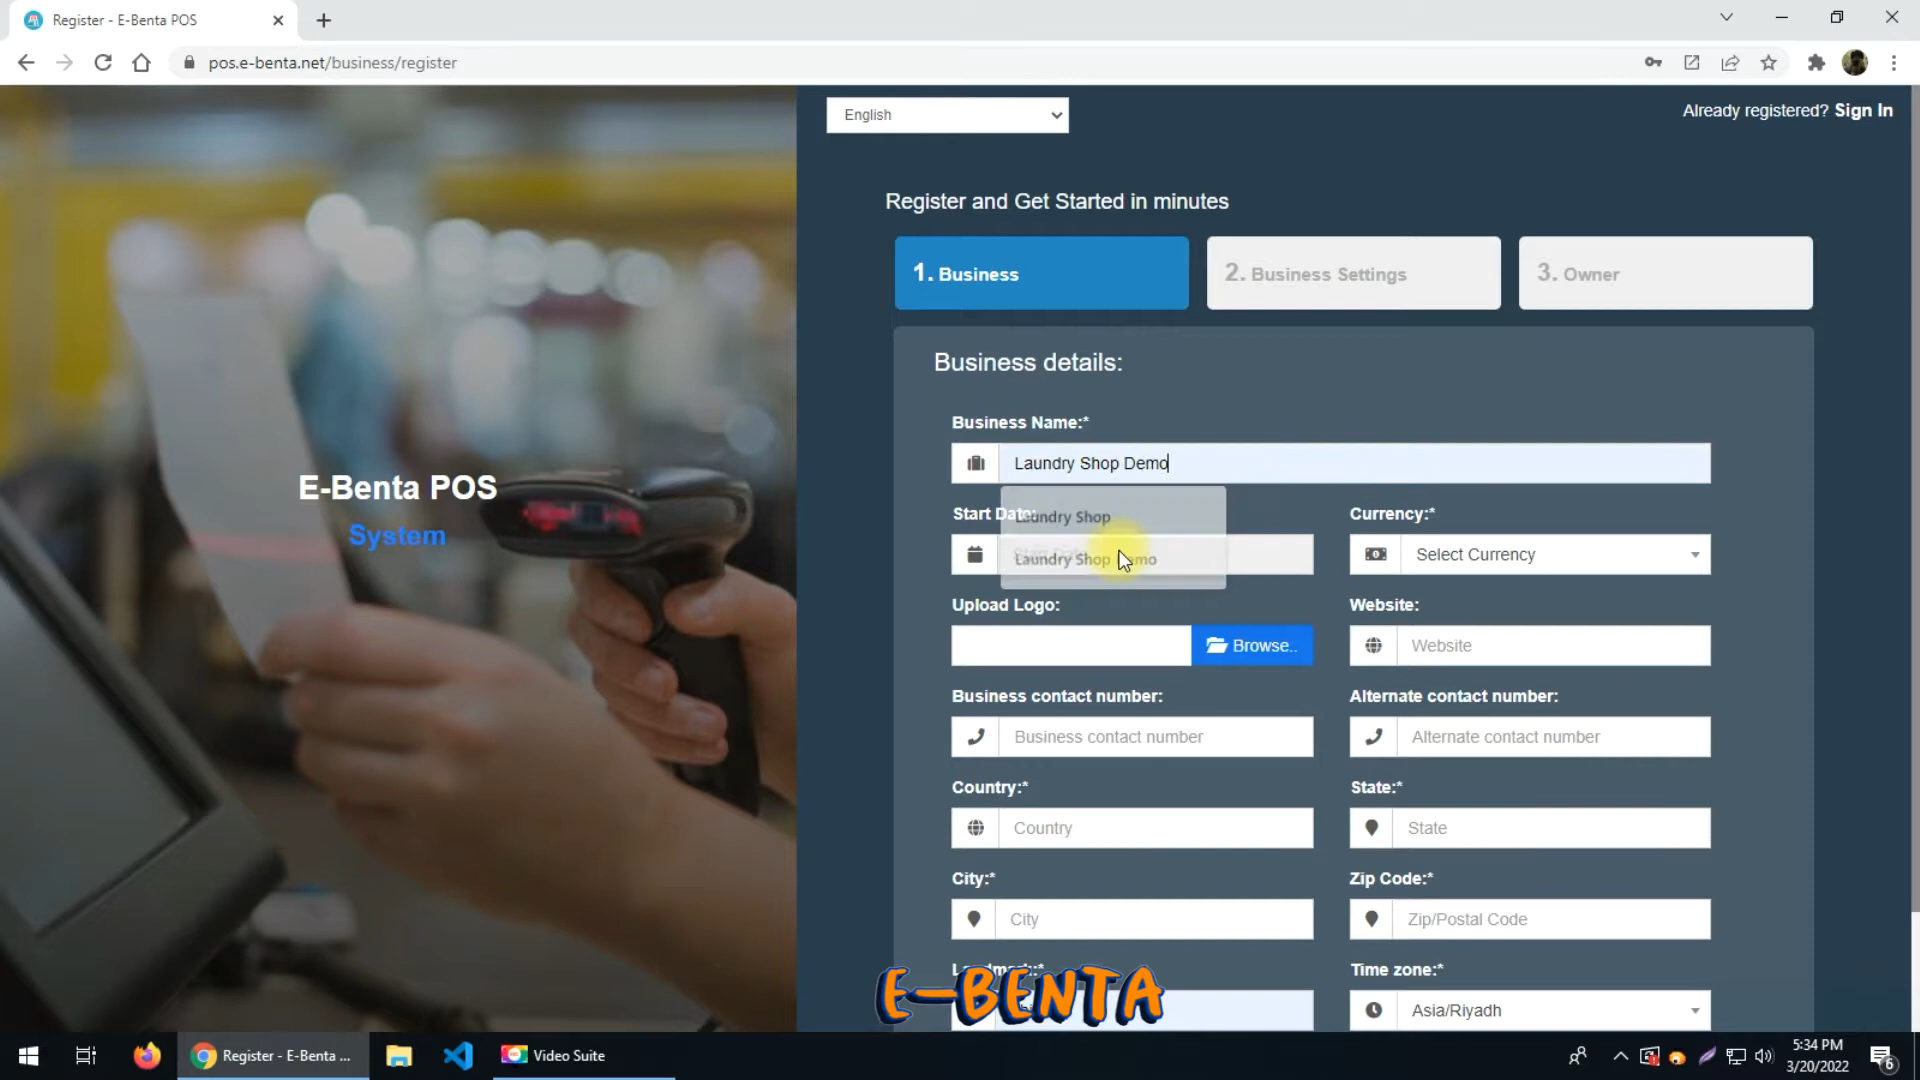 Register - E-Benta POS
pos.e-benta.net/business/register
English
Already registered? Sign In
Register and Get Started in minutes
1. Business
2. Business Settings
3. Owner
E-Benta POS
System
Business details:
Business Name:*
Laundry Shop Demo
Start Date:
Laundry Shop
Laundry Shop Demo
Currency:*
Select Currency
Upload Logo:
Browse..
Website:
Website
Business contact number:
Business contact number
Alternate contact number:
Alternate contact number
Country:*
Country
State:*
State
City:*
City
Zip Code:*
Zip/Postal Code
Landmark:*
Time zone:*
Asia/Riyadh
E-BENTA
Register - E-Benta ...
Video Suite
5:34 PM
3/20/2022
6